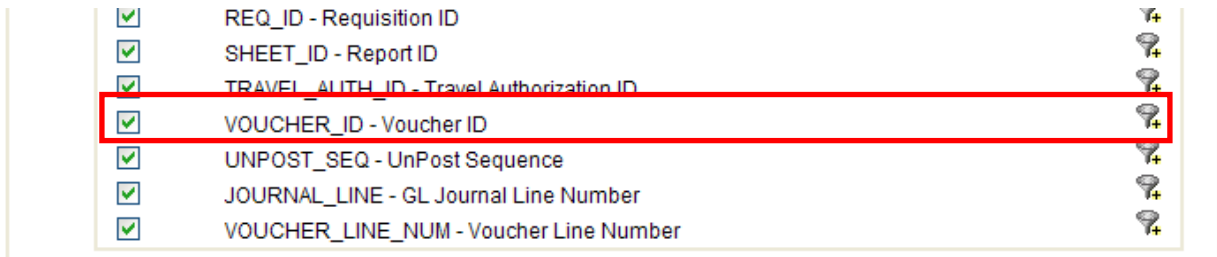 REQ_ID - Requisition ID
SHEET_ID - Report ID
TRAVEL_AUTH_ID - Travel Authorization ID
VOUCHER_ID - Voucher ID
UNPOST_SEQ - UnPost Sequence
JOURNAL_LINE - GL Journal Line Number
VOUCHER_LINE_NUM - Voucher Line Number